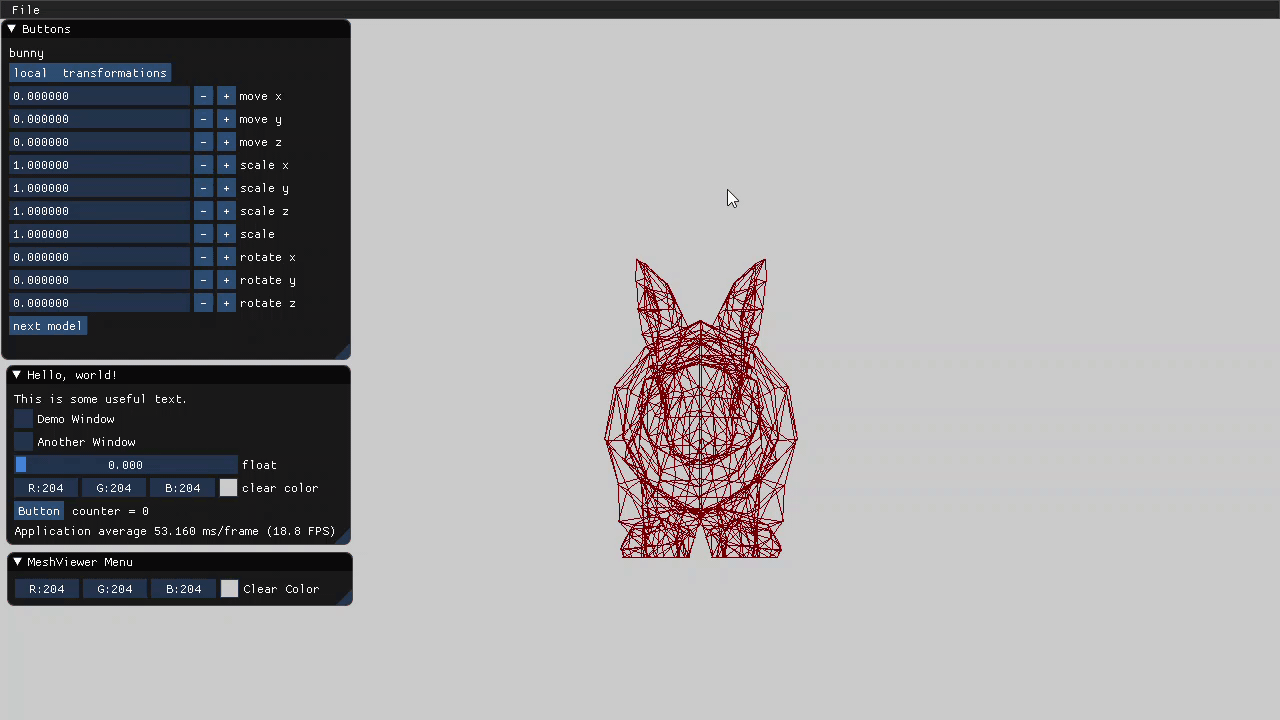 File
Buttons
bunny
local  transformations
0.000000 - + move x
0.000000 - + move y
0.000000 - + move z
1.000000 - + scale x
1.000000 - + scale y
1.000000 - + scale z
1.000000 - + scale
0.000000 - + rotate x
0.000000 - + rotate y
0.000000 - + rotate z
next model
Hello, world!
This is some useful text.
Demo Window
Another Window
0.000 float
R:204 G:204 B:204 clear color
Button counter = 0
Application average 53.160 ms/frame (18.8 FPS)
MeshViewer Menu
R:204 G:204 B:204 Clear Color